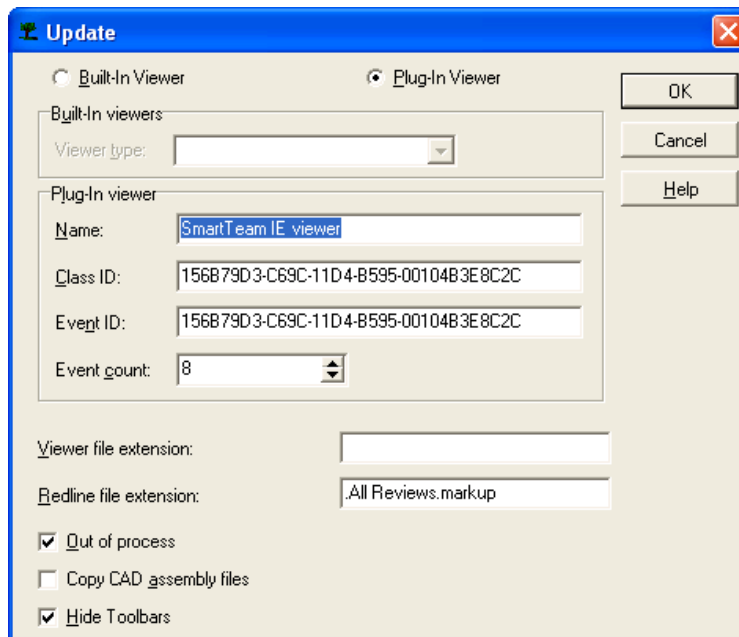 Update
Built-In Viewer Plug-In Viewer
OK
Built-In viewers
Viewer type:
Cancel
Plug-In viewer
Help
Name: SmartTeam IE viewer
Class ID: 156B79D3-C69C-11D4-B595-00104B3E8C2C
Event ID: 156B79D3-C69C-11D4-B595-00104B3E8C2C
Event count: 8
Viewer file extension:
Redline file extension: .All Reviews.markup
Out of process
Copy CAD assembly files
Hide Toolbars